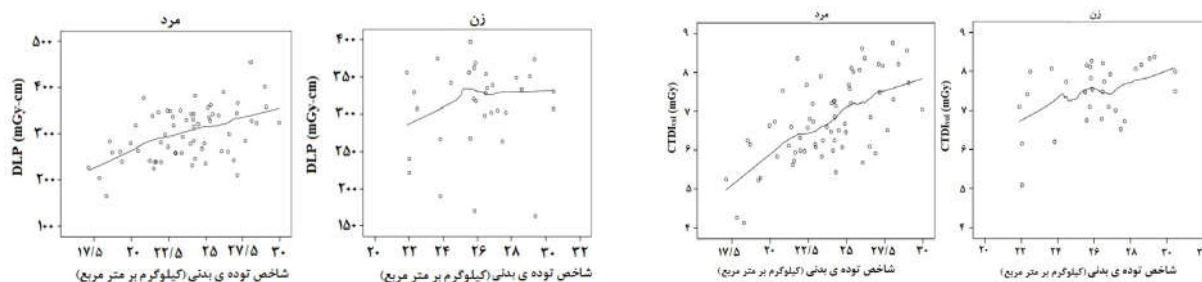 مرد
DLP (mGy-cm)
۵۰۰
۴۰۰
۳۰۰
۲۰۰
۱۰۰
۱۷/۵ ۲۰ ۲۲/۵ ۲۵ ۲۷/۵ ۳۰
شاخص توده ی بدنی (کیلوگرم بر متر مربع)
زن
DLP (mGy-cm)
۴۰۰
۳۵۰
۳۰۰
۲۵۰
۲۰۰
۱۵۰
۲۰ ۲۲ ۲۴ ۲۶ ۲۸ ۳۰ ۳۲
شاخص توده ی بدنی (کیلوگرم بر متر مربع)
مرد
CTDIvol (mGy)
۹
۸
۷
۶
۵
۴
۱۷/۵ ۲۰ ۲۲/۵ ۲۵ ۲۷/۵ ۳۰
شاخص توده ی بدنی (کیلوگرم بر متر مربع)
زن
CTDIvol (mGy)
۹
۸
۷
۶
۵
۴
۲۰ ۲۲ ۲۴ ۲۶ ۲۸ ۳۰
شاخص توده ی بدنی (کیلوگرم بر متر مربع)